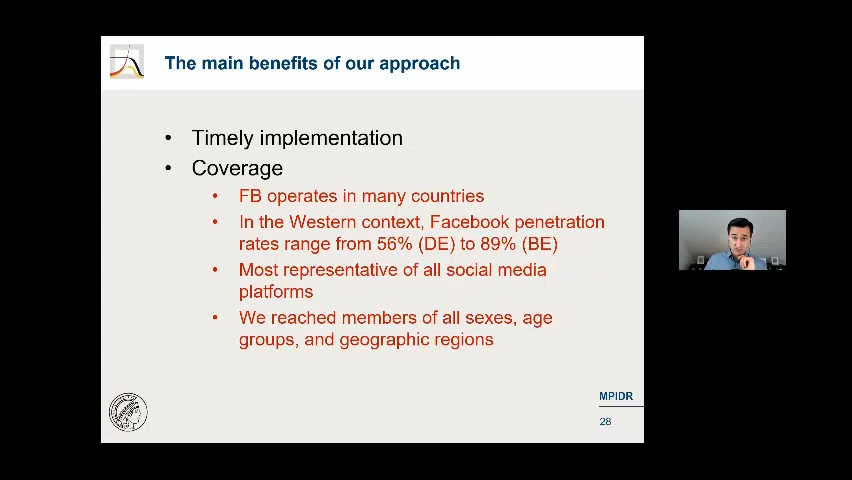 The main benefits of our approach
• Timely implementation
• Coverage
• FB operates in many countries
• In the Western context, Facebook penetration
rates range from 56% (DE) to 89% (BE)
• Most representative of all social media
platforms
• We reached members of all sexes, age
groups, and geographic regions
MPIDR
28